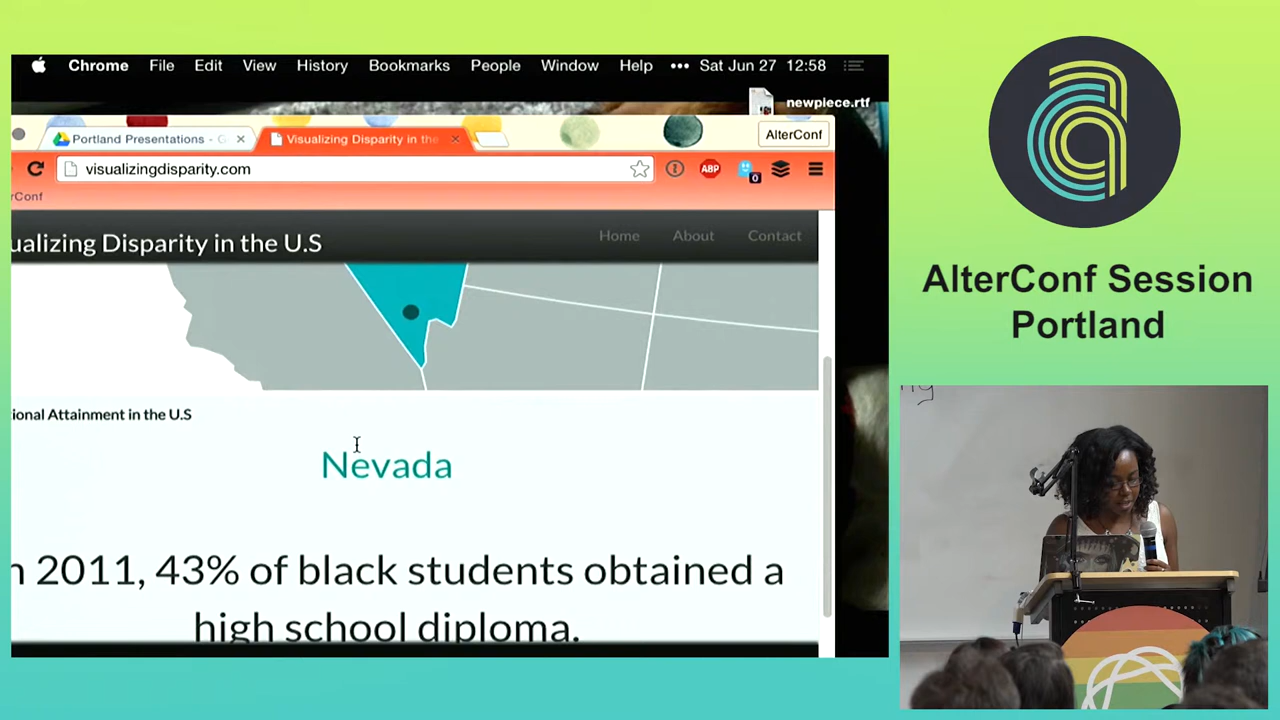 Chrome File Edit View History Bookmarks People Window Help ••• Sat Jun 27 12:58
newpiece.rtf
Portland Presentations - G
Visualizing Disparity in the
AlterConf
visualizingdisparity.com
ABP
0
rConf
ualizing Disparity in the U.S
Home About Contact
ional Attainment in the U.S
Nevada
n 2011, 43% of black students obtained a
high school diploma.
AlterConf Session
Portland